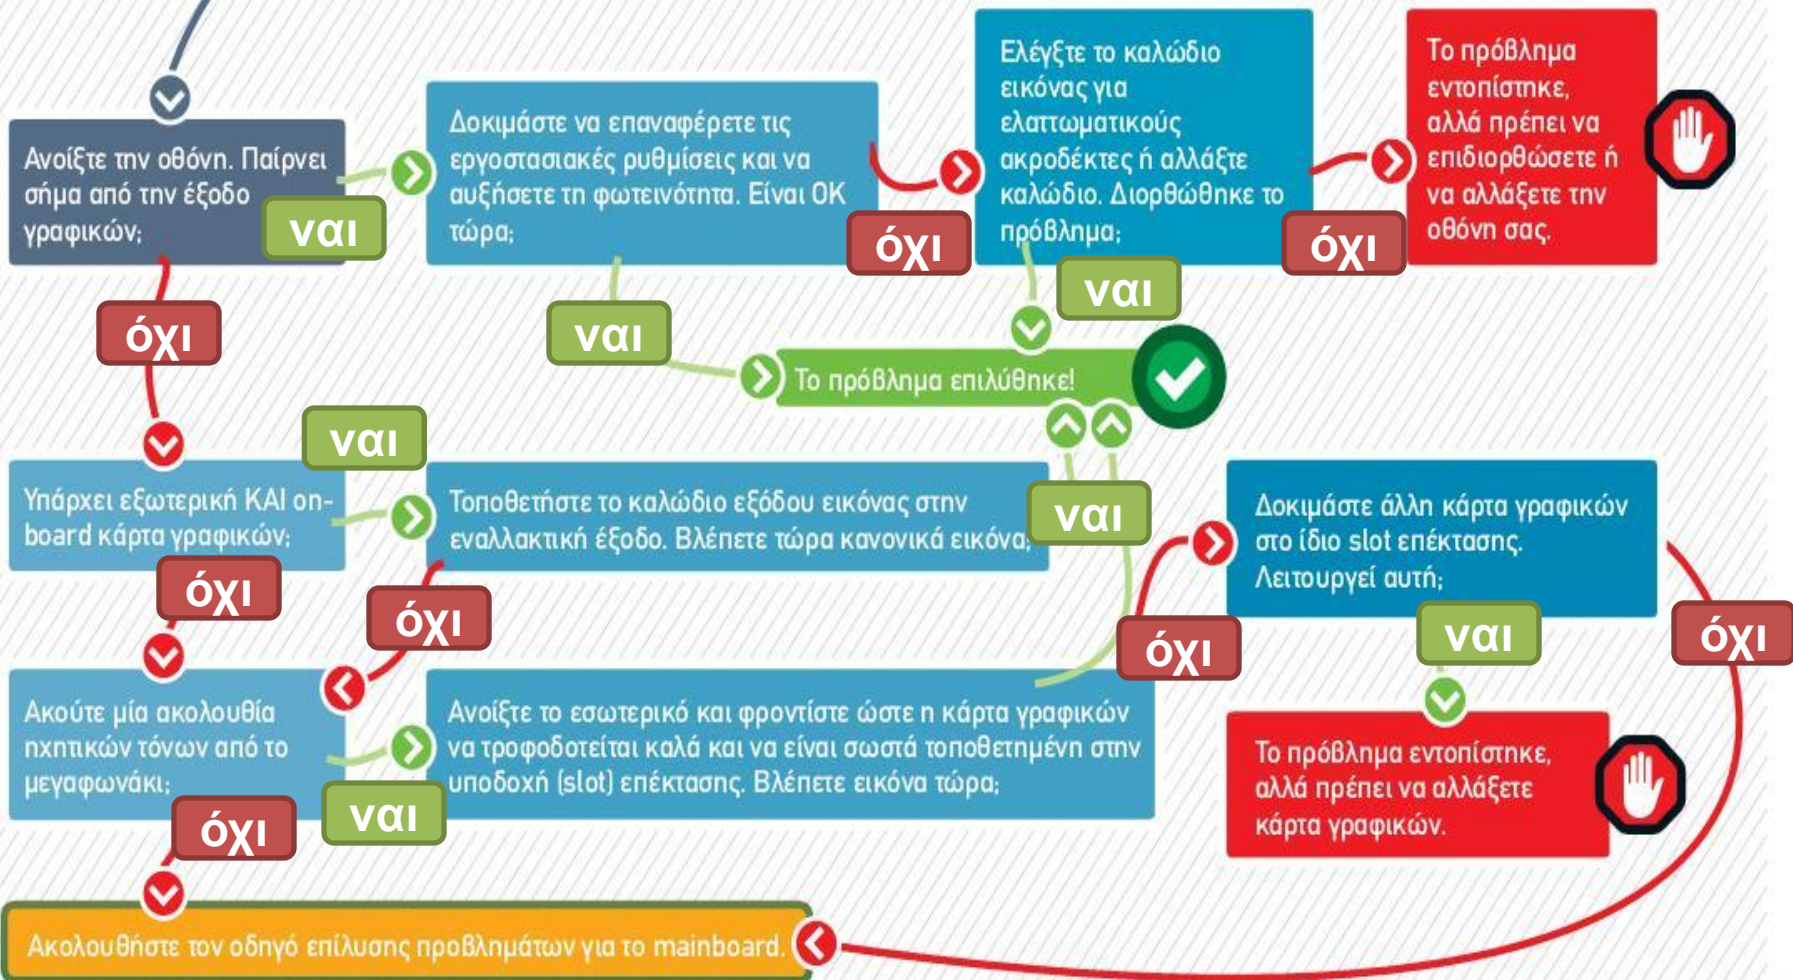 Ανοίξτε την οθόνη. Παίρνει
σήμα από την έξοδο
γραφικών;
ναι
Δοκιμάστε να επαναφέρετε τις
εργοστασιακές ρυθμίσεις και να
αυξήσετε τη φωτεινότητα. Είναι ΟΚ
τώρα;
όχι
Ελέγξτε το καλώδιο
εικόνας για
ελαττωματικούς
ακροδέκτες ή αλλάξτε
καλώδιο. Διορθώθηκε το
πρόβλημα;
όχι
Το πρόβλημα
εντοπίστηκε,
αλλά πρέπει να
επιδιορθώσετε ή
να αλλάξετε την
οθόνη σας.
όχι
ναι
ναι
Το πρόβλημα επιλύθηκε!
ναι
Υπάρχει εξωτερική ΚΑΙ on-
board κάρτα γραφικών;
Τοποθετήστε το καλώδιο εξόδου εικόνας στην
εναλλακτική έξοδο. Βλέπετε τώρα κανονικά εικόνα;
ναι
Δοκιμάστε άλλη κάρτα γραφικών
στο ίδιο slot επέκτασης.
Λειτουργεί αυτή;
όχι
όχι
όχι
ναι
όχι
Ακούτε μία ακολουθία
ηχητικών τόνων από το
μεγαφωνάκι;
Ανοίξτε το εσωτερικό και φροντίστε ώστε η κάρτα γραφικών
να τροφοδοτείται καλά και να είναι σωστά τοποθετημένη στην
υποδοχή (slot) επέκτασης. Βλέπετε εικόνα τώρα;
Το πρόβλημα εντοπίστηκε,
αλλά πρέπει να αλλάξετε
κάρτα γραφικών.
όχι
ναι
Ακολουθήστε τον οδηγό επίλυσης προβλημάτων για το mainboard.